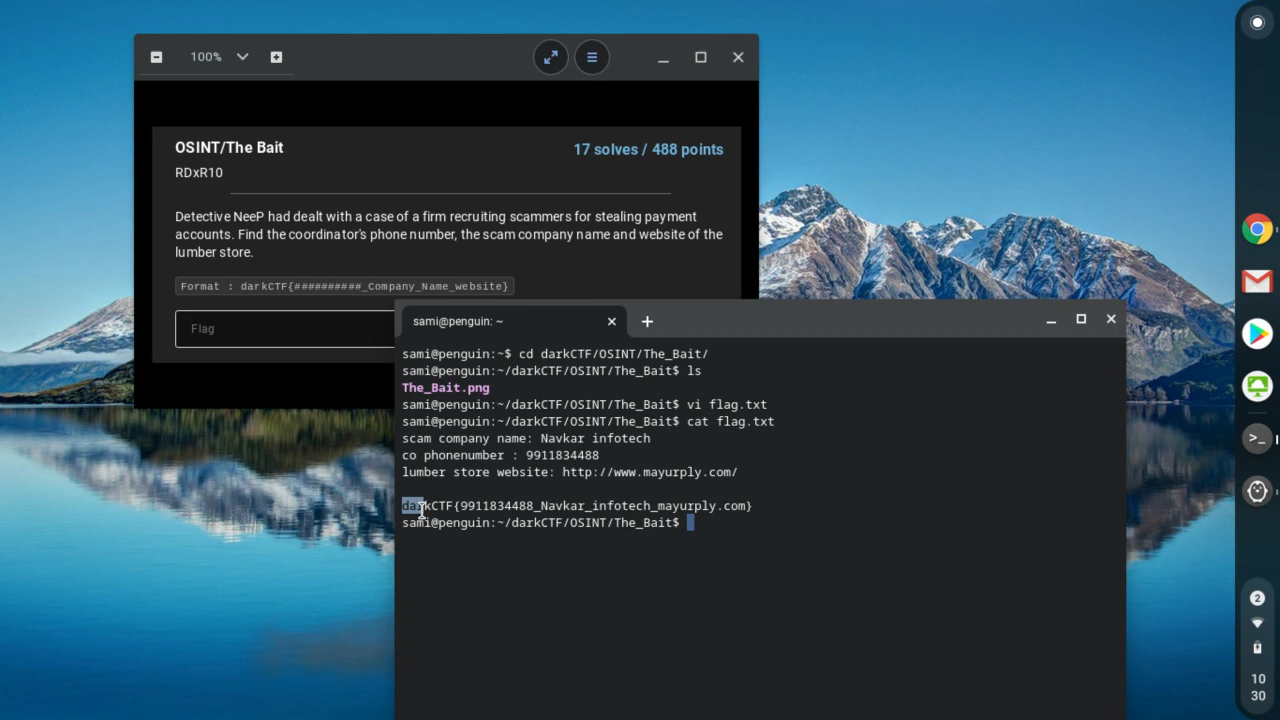 100%
OSINT/The Bait
17 solves / 488 points
RDxR10
Detective NeeP had dealt with a case of a firm recruiting scammers for stealing payment
accounts. Find the coordinator's phone number, the scam company name and website of the
lumber store.
Format : darkCTF{##########_Company_Name_website}
Flag
sami@penguin: ~
sami@penguin:~$ cd darkCTF/OSINT/The_Bait/
sami@penguin:~/darkCTF/OSINT/The_Bait$ ls
The_Bait.png
sami@penguin:~/darkCTF/OSINT/The_Bait$ vi flag.txt
sami@penguin:~/darkCTF/OSINT/The_Bait$ cat flag.txt
scam company name: Navkar infotech
co phonenumber : 9911834488
lumber store website: http://www.mayurply.com/
darkCTF{9911834488_Navkar_infotech_mayurply.com}
sami@penguin:~/darkCTF/OSINT/The_Bait$
>_
2
10
30